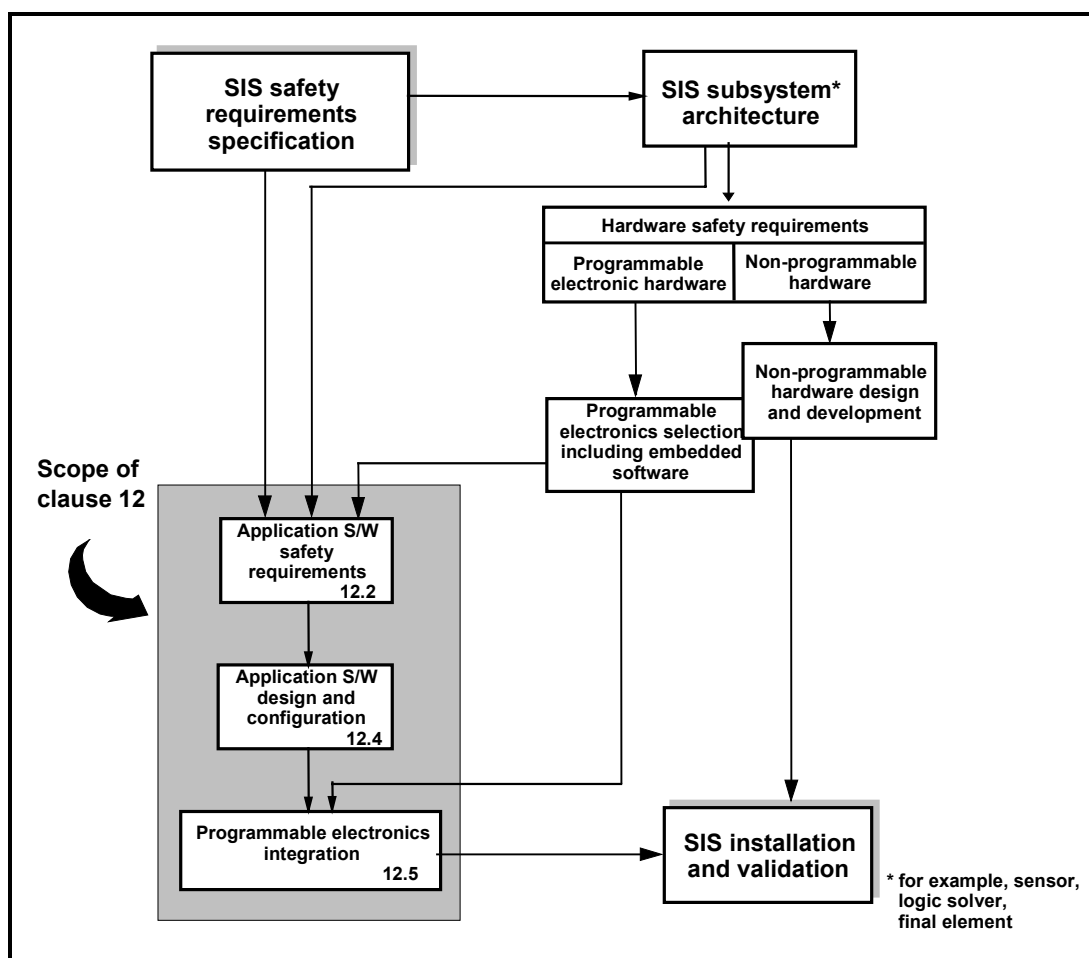 SIS safety
requirements
specification
SIS subsystem*
architecture
Hardware safety requirements
Programmable
electronic hardware
Non-programmable
hardware
Non-programmable
hardware design
and development
Programmable
electronics selection
including embedded
software
Scope of
clause 12
Application S/W
safety
requirements
12.2
Application S/W
design and
configuration
12.4
Programmable electronics
integration
12.5
SIS installation
and validation
* for example, sensor,
logic solver,
final element